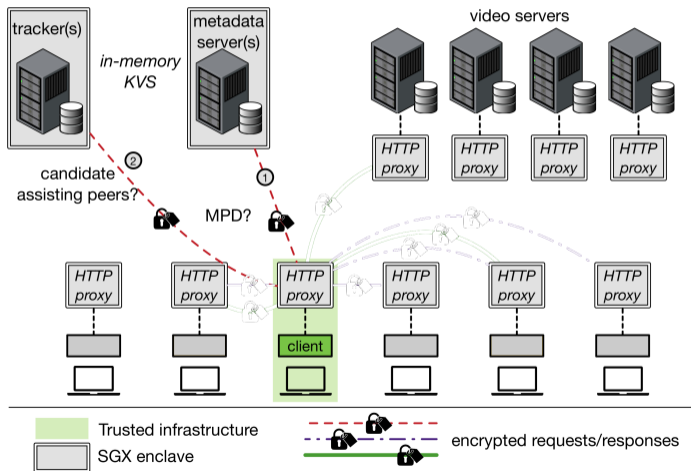 tracker(s)
metadata
server(s)
in-memory
KVS
video servers
HTTP
proxy
HTTP
proxy
HTTP
proxy
HTTP
proxy
2
1
candidate
assisting peers?
MPD?
HTTP
proxy
HTTP
proxy
HTTP
proxy
HTTP
proxy
HTTP
proxy
HTTP
proxy
client
Trusted infrastructure
SGX enclave
encrypted requests/responses